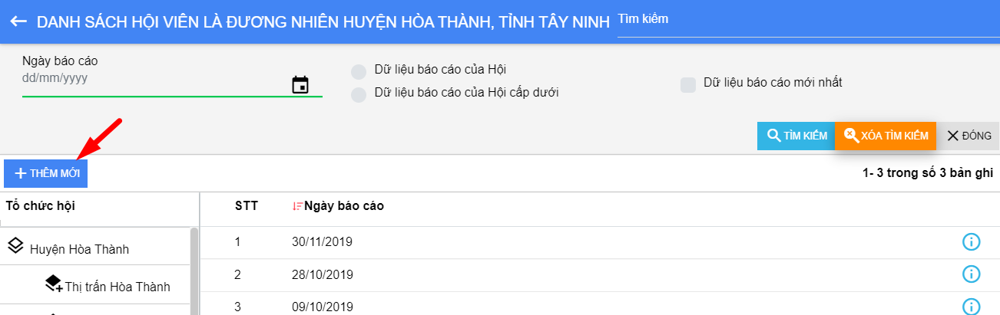 DANH SÁCH HỘI VIÊN LÀ ĐƯƠNG NHIÊN HUYỆN HÒA THÀNH, TỈNH TÂY NINH Tìm kiếm
Ngày báo cáo
dd/mm/yyyy
Dữ liệu báo cáo của Hội
Dữ liệu báo cáo của Hội cấp dưới
Dữ liệu báo cáo mới nhất
TÌM KIẾM XÓA TÌM KIẾM ĐÓNG
THÊM MỚI
1- 3 trong số 3 bản ghi
Tổ chức hội
STT Ngày báo cáo
Huyện Hòa Thành
Thị trấn Hòa Thành
1 30/11/2019
2 28/10/2019
3 09/10/2019